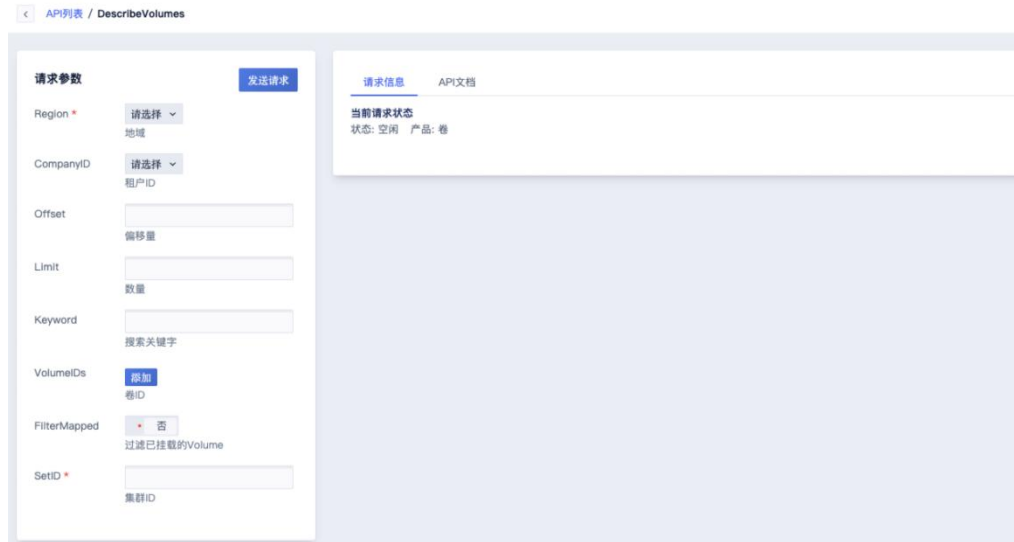 API列表 / DescribeVolumes
请求参数
发送请求
Region *
请选择
地域
CompanyID
请选择
租户ID
Offset
偏移量
Limit
数量
Keyword
搜索关键字
VolumeIDs
添加
卷ID
FilterMapped
否
过滤已挂载的Volume
SetID *
集群ID
请求信息
API文档
当前请求状态
状态: 空闲 产品: 卷